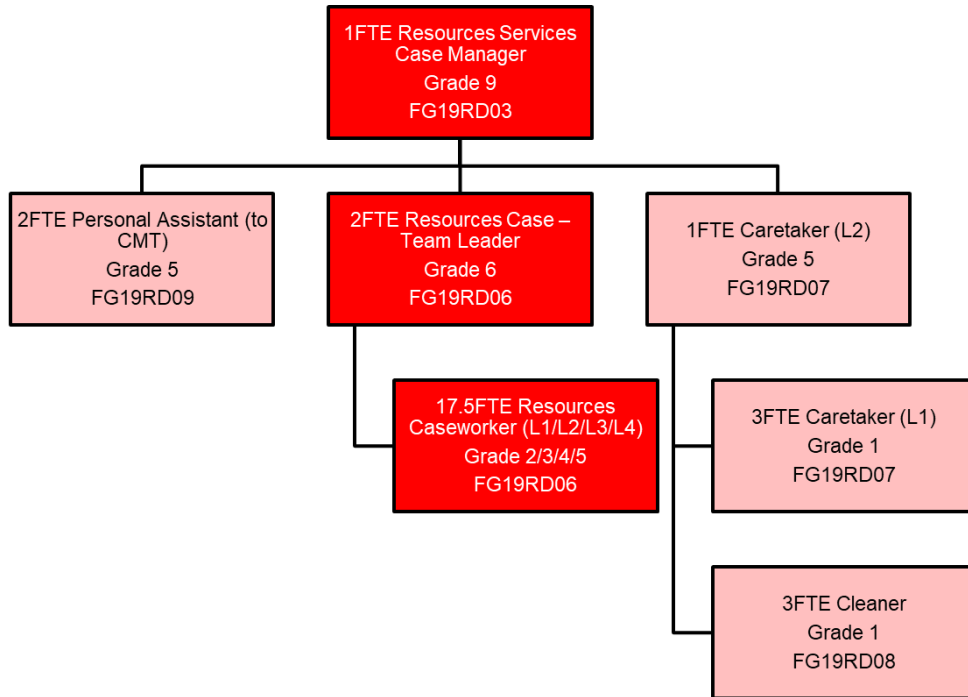 1FTE Resources Services
Case Manager
Grade 9
FG19RD03
2FTE Personal Assistant (to
CMT)
Grade 5
FG19RD09
2FTE Resources Case –
Team Leader
Grade 6
FG19RD06
1FTE Caretaker (L2)
Grade 5
FG19RD07
17.5FTE Resources
Caseworker (L1/L2/L3/L4)
Grade 2/3/4/5
FG19RD06
3FTE Caretaker (L1)
Grade 1
FG19RD07
3FTE Cleaner
Grade 1
FG19RD08